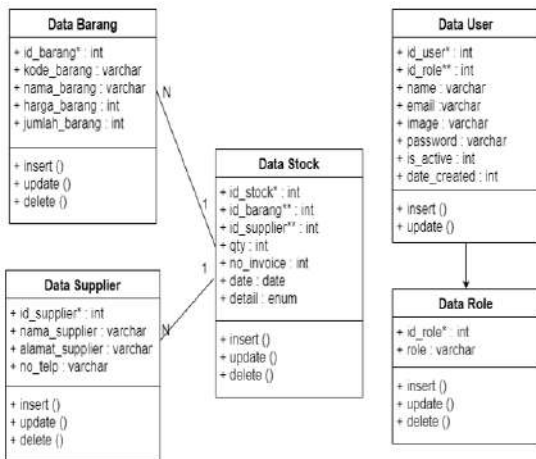 Data Barang
+ id_barang* : int
+ kode_barang : varchar
+ nama_barang : varchar
+ harga_barang : int
+ jumlah_barang : int
+ insert ()
+ update ()
+ delete ()
N
1
Data Supplier
+ id_supplier* : int
+ nama_supplier : varchar
+ alamat_supplier : varchar
+ no_telp : varchar
+ insert ()
+ update ()
+ delete ()
N
1
Data Stock
+ id_stock* : int
+ id_barang** : int
+ id_supplier** : int
+ qty : int
+ no_invoice : int
+ date : date
+ detail : enum
+ insert ()
+ update ()
+ delete ()
Data User
+ id_user* : int
+ id_role** : int
+ name : varchar
+ email :varchar
+ image : varchar
+ password : varchar
+ is_active : int
+ date_created : int
+ insert ()
+ update ()
Data Role
+ id_role* : int
+ role : varchar
+ insert ()
+ update ()
+ delete ()